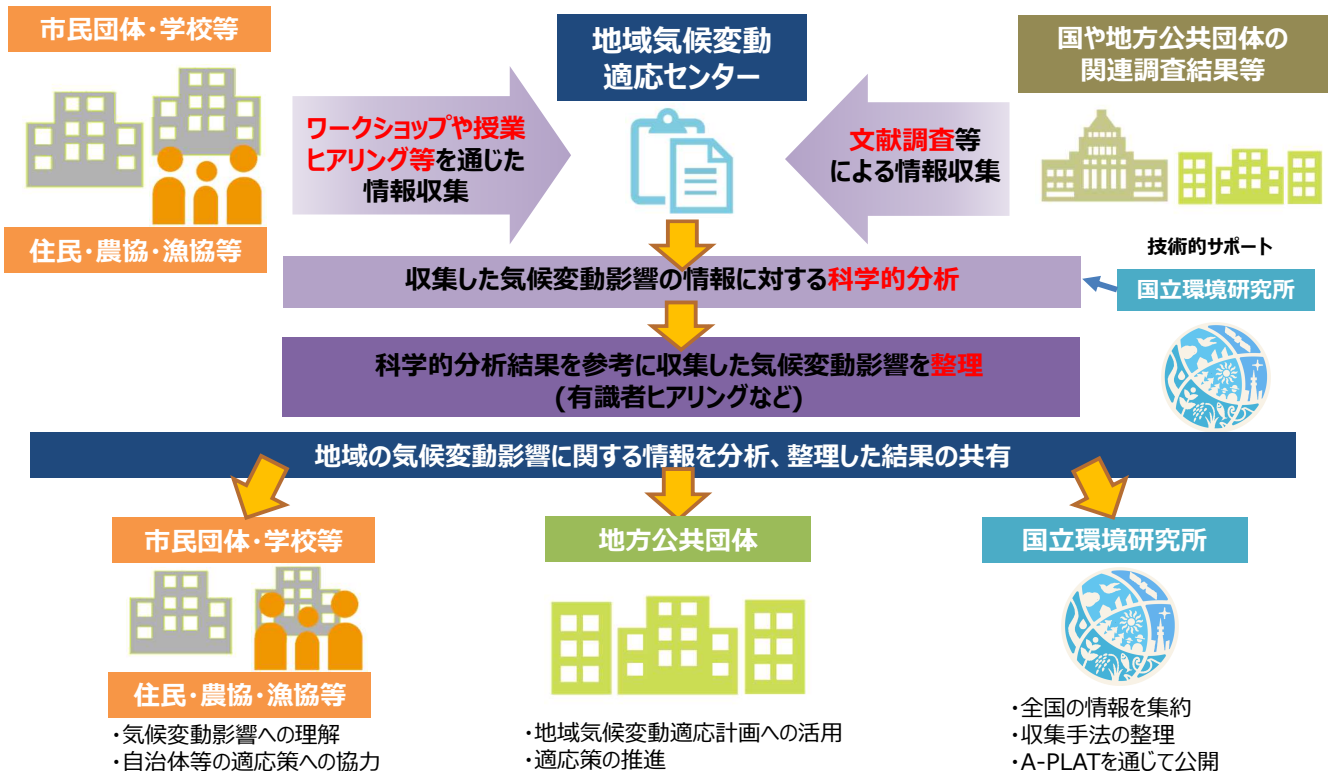 市民団体・学校等
住民・農協・漁協等
ワークショップや授業
ヒアリング等を通じた
情報収集
地域気候変動
適応センター
文献調査等
による情報収集
国や地方公共団体の
関連調査結果等
技術的サポート
国立環境研究所
収集した気候変動影響の情報に対する科学的分析
科学的分析結果を参考に収集した気候変動影響を整理
(有識者ヒアリングなど)
地域の気候変動影響に関する情報を分析、整理した結果の共有
市民団体・学校等
住民・農協・漁協等
・気候変動影響への理解
・自治体等の適応策への協力
地方公共団体
・地域気候変動適応計画への活用
・適応策の推進
国立環境研究所
・全国の情報を集約
・収集手法の整理
・A-PLATを通じて公開